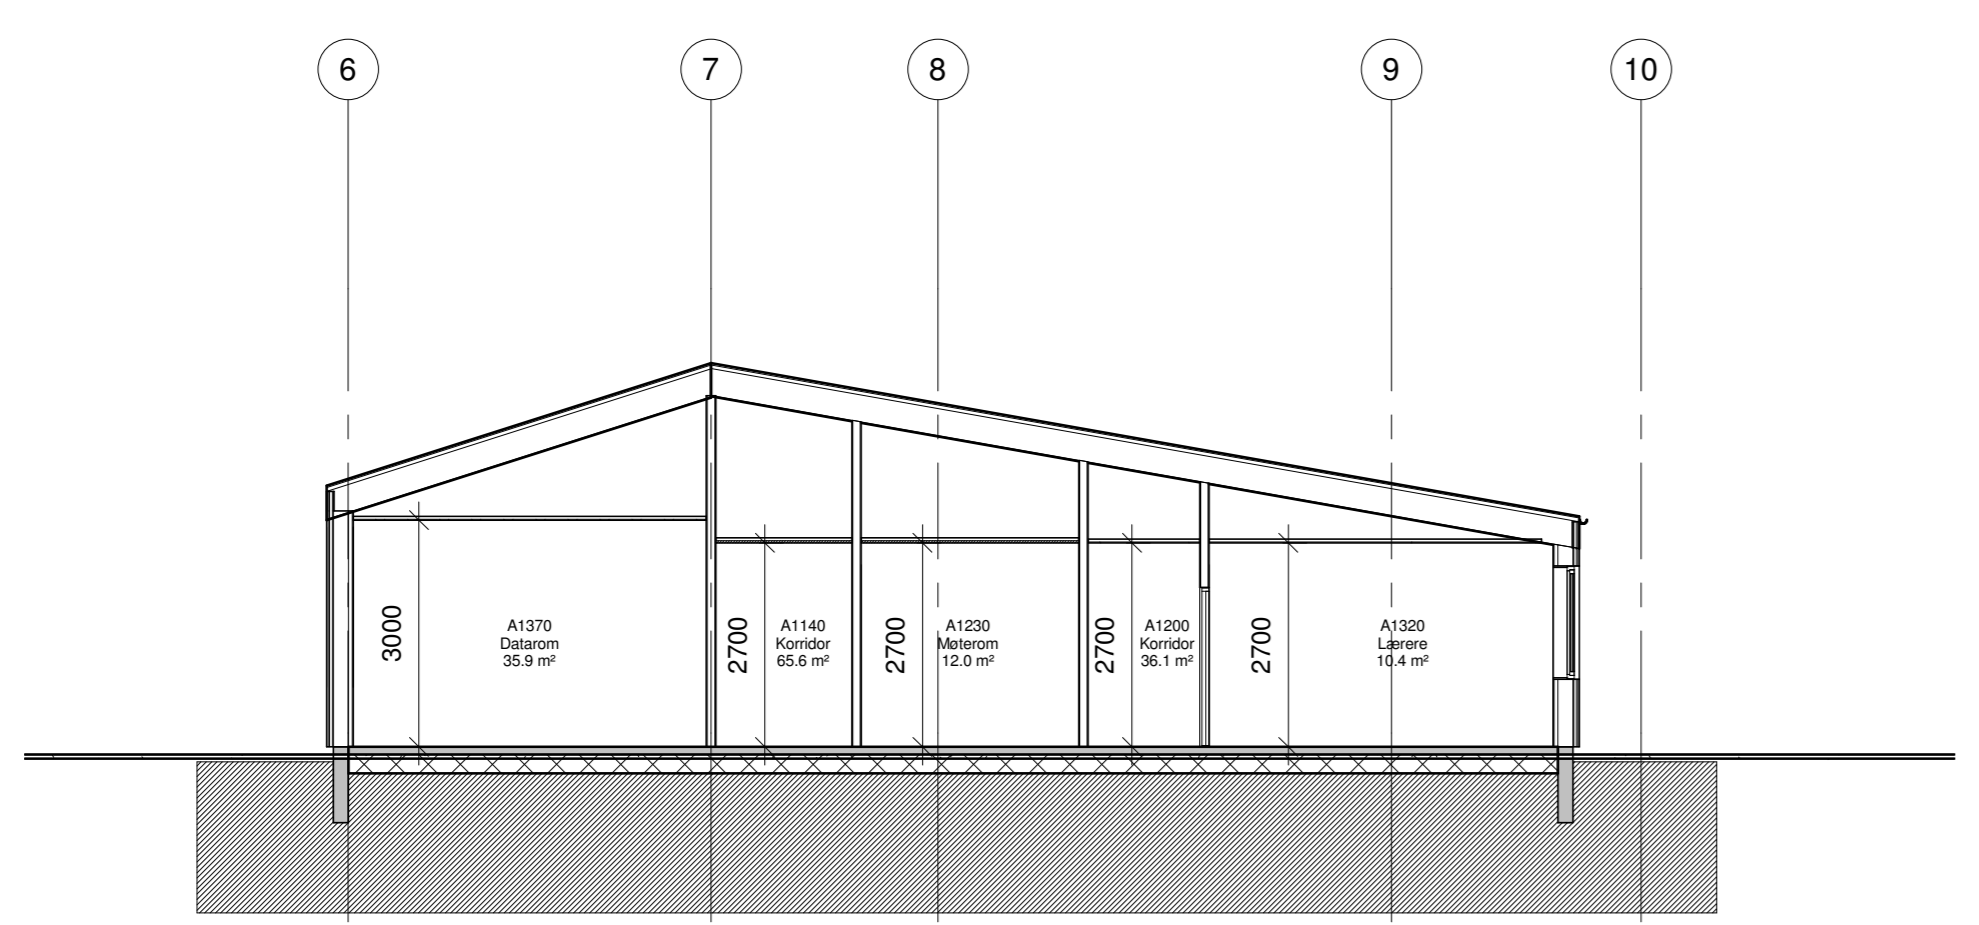 6
7
8
9
10
3000
A1370
Datarom
35.9 m²
2700
A1140
Korridor
65.6 m²
2700
A1230
Møterom
12.0 m²
2700
A1200
Korridor
36.1 m²
2700
A1320
Lærere
10.4 m²